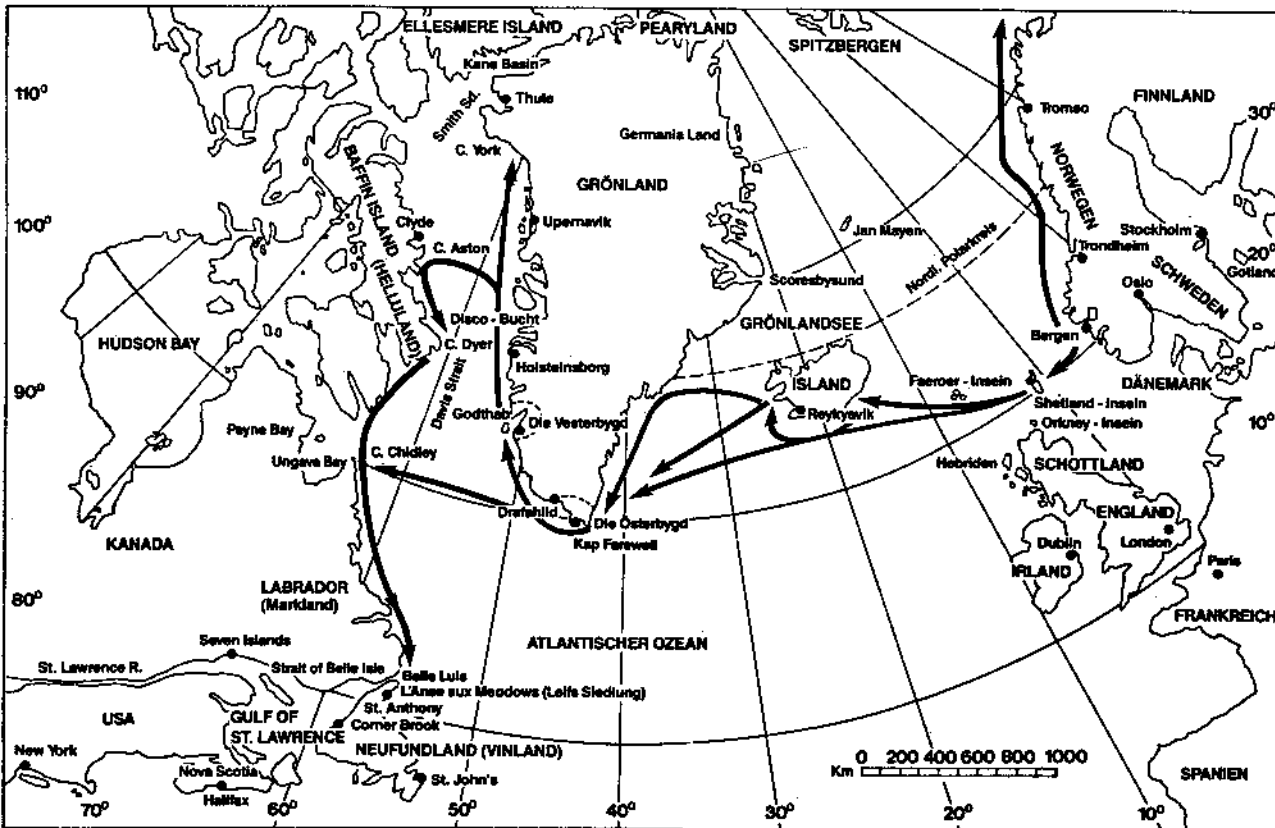 ELLESMERE ISLAND
PEARYLAND
SPITZBERGEN
Kane Basin
110°
Thule
Smith Sd.
Tromso
FINNLAND
30°
Germania Land
C. York
BAFFIN ISLAND
(HELLULAND)
GRÖNLAND
NORWEGEN
100°
Clyde
Upernavik
Jan Mayen
Stockholm
C. Aston
Nordl. Polarkreis
Trondheim
20°
Gotland
Scoresbysund
Oslo
SCHWEDEN
Disco-Bucht
GRÖNLANDSEE
HUDSON BAY
C. Dyer
Bergen
Holsteinsborg
ISLAND
Faeroer-Inseln
DÄNEMARK
90°
Davis Strait
Shetland-Inseln
Godthab
Reykyavik
10°
Payne Bay
Die Vesterbygd
Orkney-Inseln
C. Chidley
Ungava Bay
Hebriden
SCHOTTLAND
Drafshild
Die Österbygd
ENGLAND
KANADA
Kap Farewell
Dublin
London
IRLAND
Paris
80°
LABRADOR
(Markland)
FRANKREICH
Seven Islands
ATLANTISCHER OZEAN
St. Lawrence R.
Strait of Belle Isle
Belle Luis
L'Anse aux Meadows (Leifs Siedlung)
St. Anthony
USA
GULF OF
ST. LAWRENCE
Corner Brook
NEUFUNDLAND (VINLAND)
New York
Nova Scotia
St. John's
Halifax
0 200 400 600 800 1000
Km
SPANIEN
70°
60°
50°
40°
30°
20°
10°